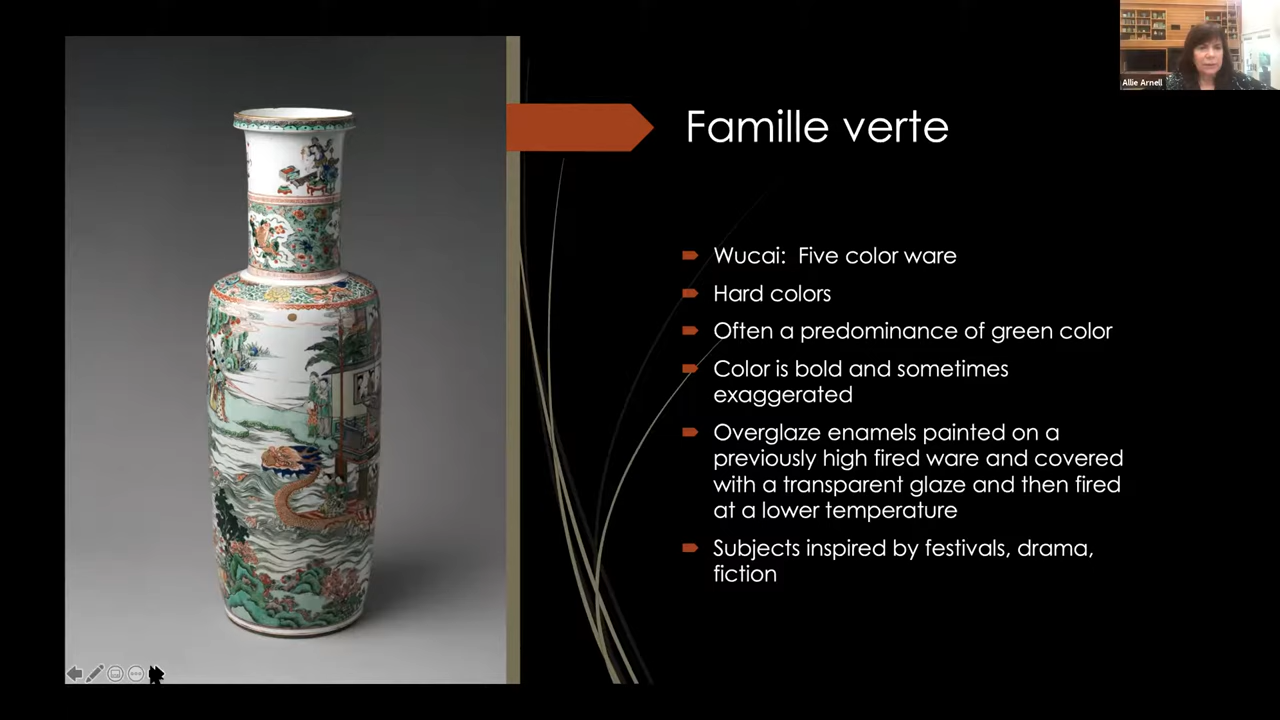 Allie Arnell
Famille verte
Wucai: Five color ware
Hard colors
Often a predominance of green color
Color is bold and sometimes
exaggerated
Overglaze enamels painted on a
previously high fired ware and covered
with a transparent glaze and then fired
at a lower temperature
Subjects inspired by festivals, drama,
fiction